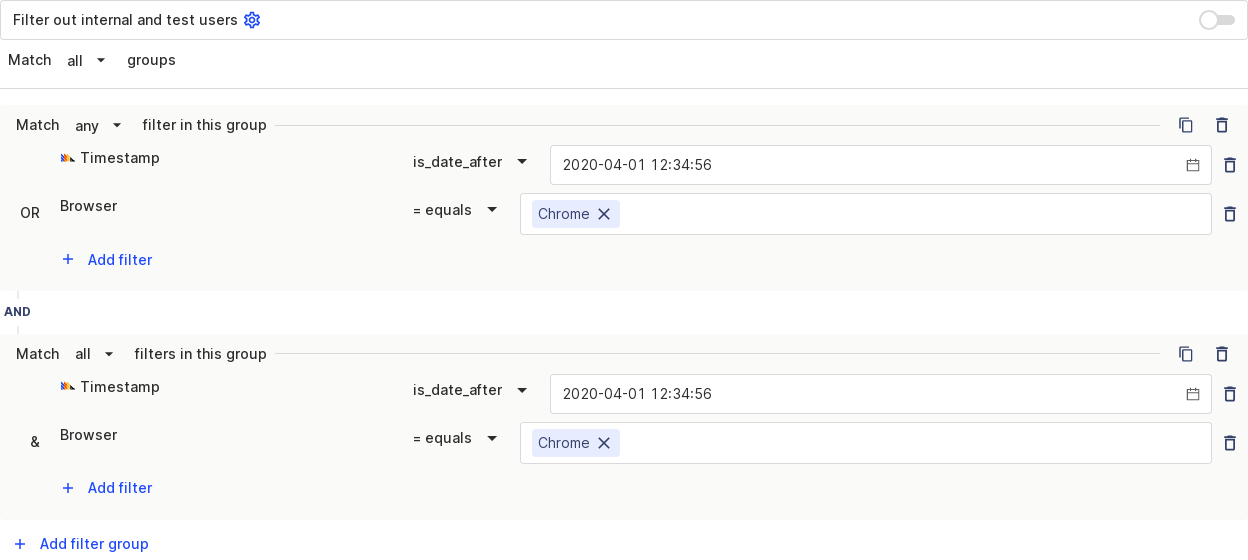 Filter out internal and test users
Match all groups
Match any filter in this group
Timestamp is_date_after 2020-04-01 12:34:56
OR Browser = equals Chrome
+ Add filter
AND
Match all filters in this group
Timestamp is_date_after 2020-04-01 12:34:56
& Browser = equals Chrome
+ Add filter
+ Add filter group